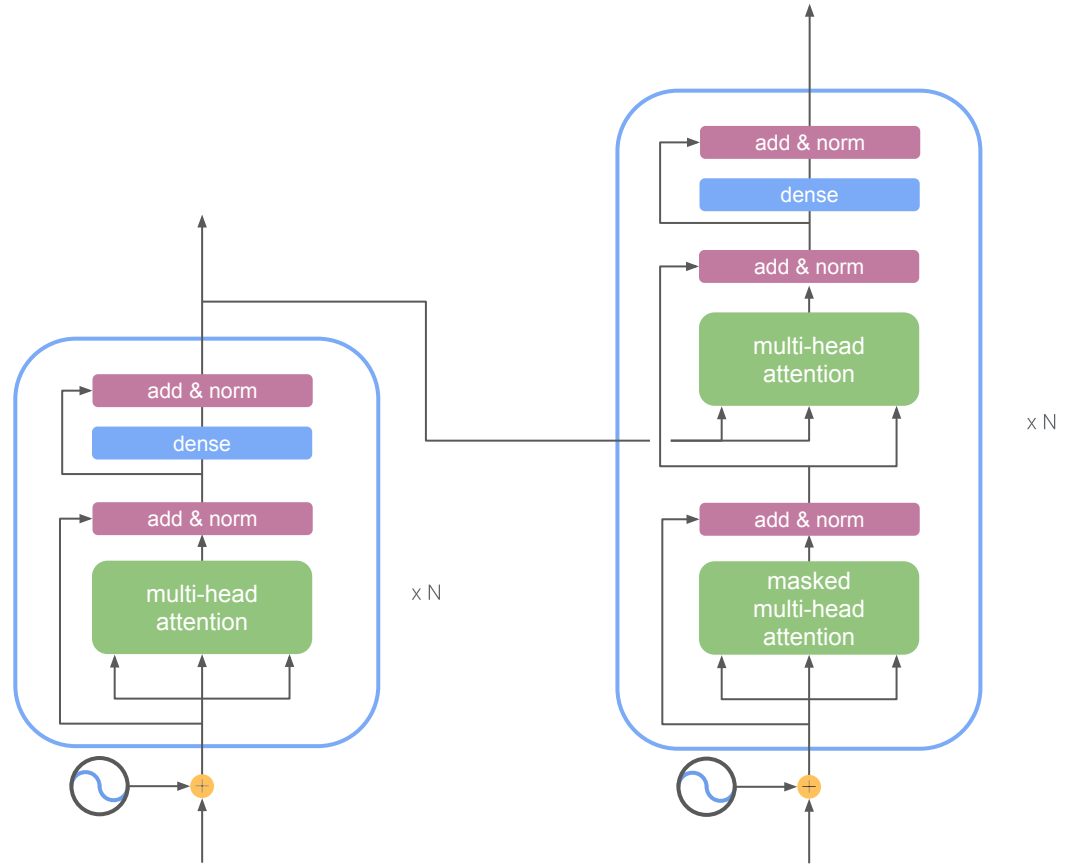 add & norm
dense
add & norm
multi-head
attention
x N
add & norm
dense
add & norm
multi-head
attention
add & norm
masked
multi-head
attention
x N